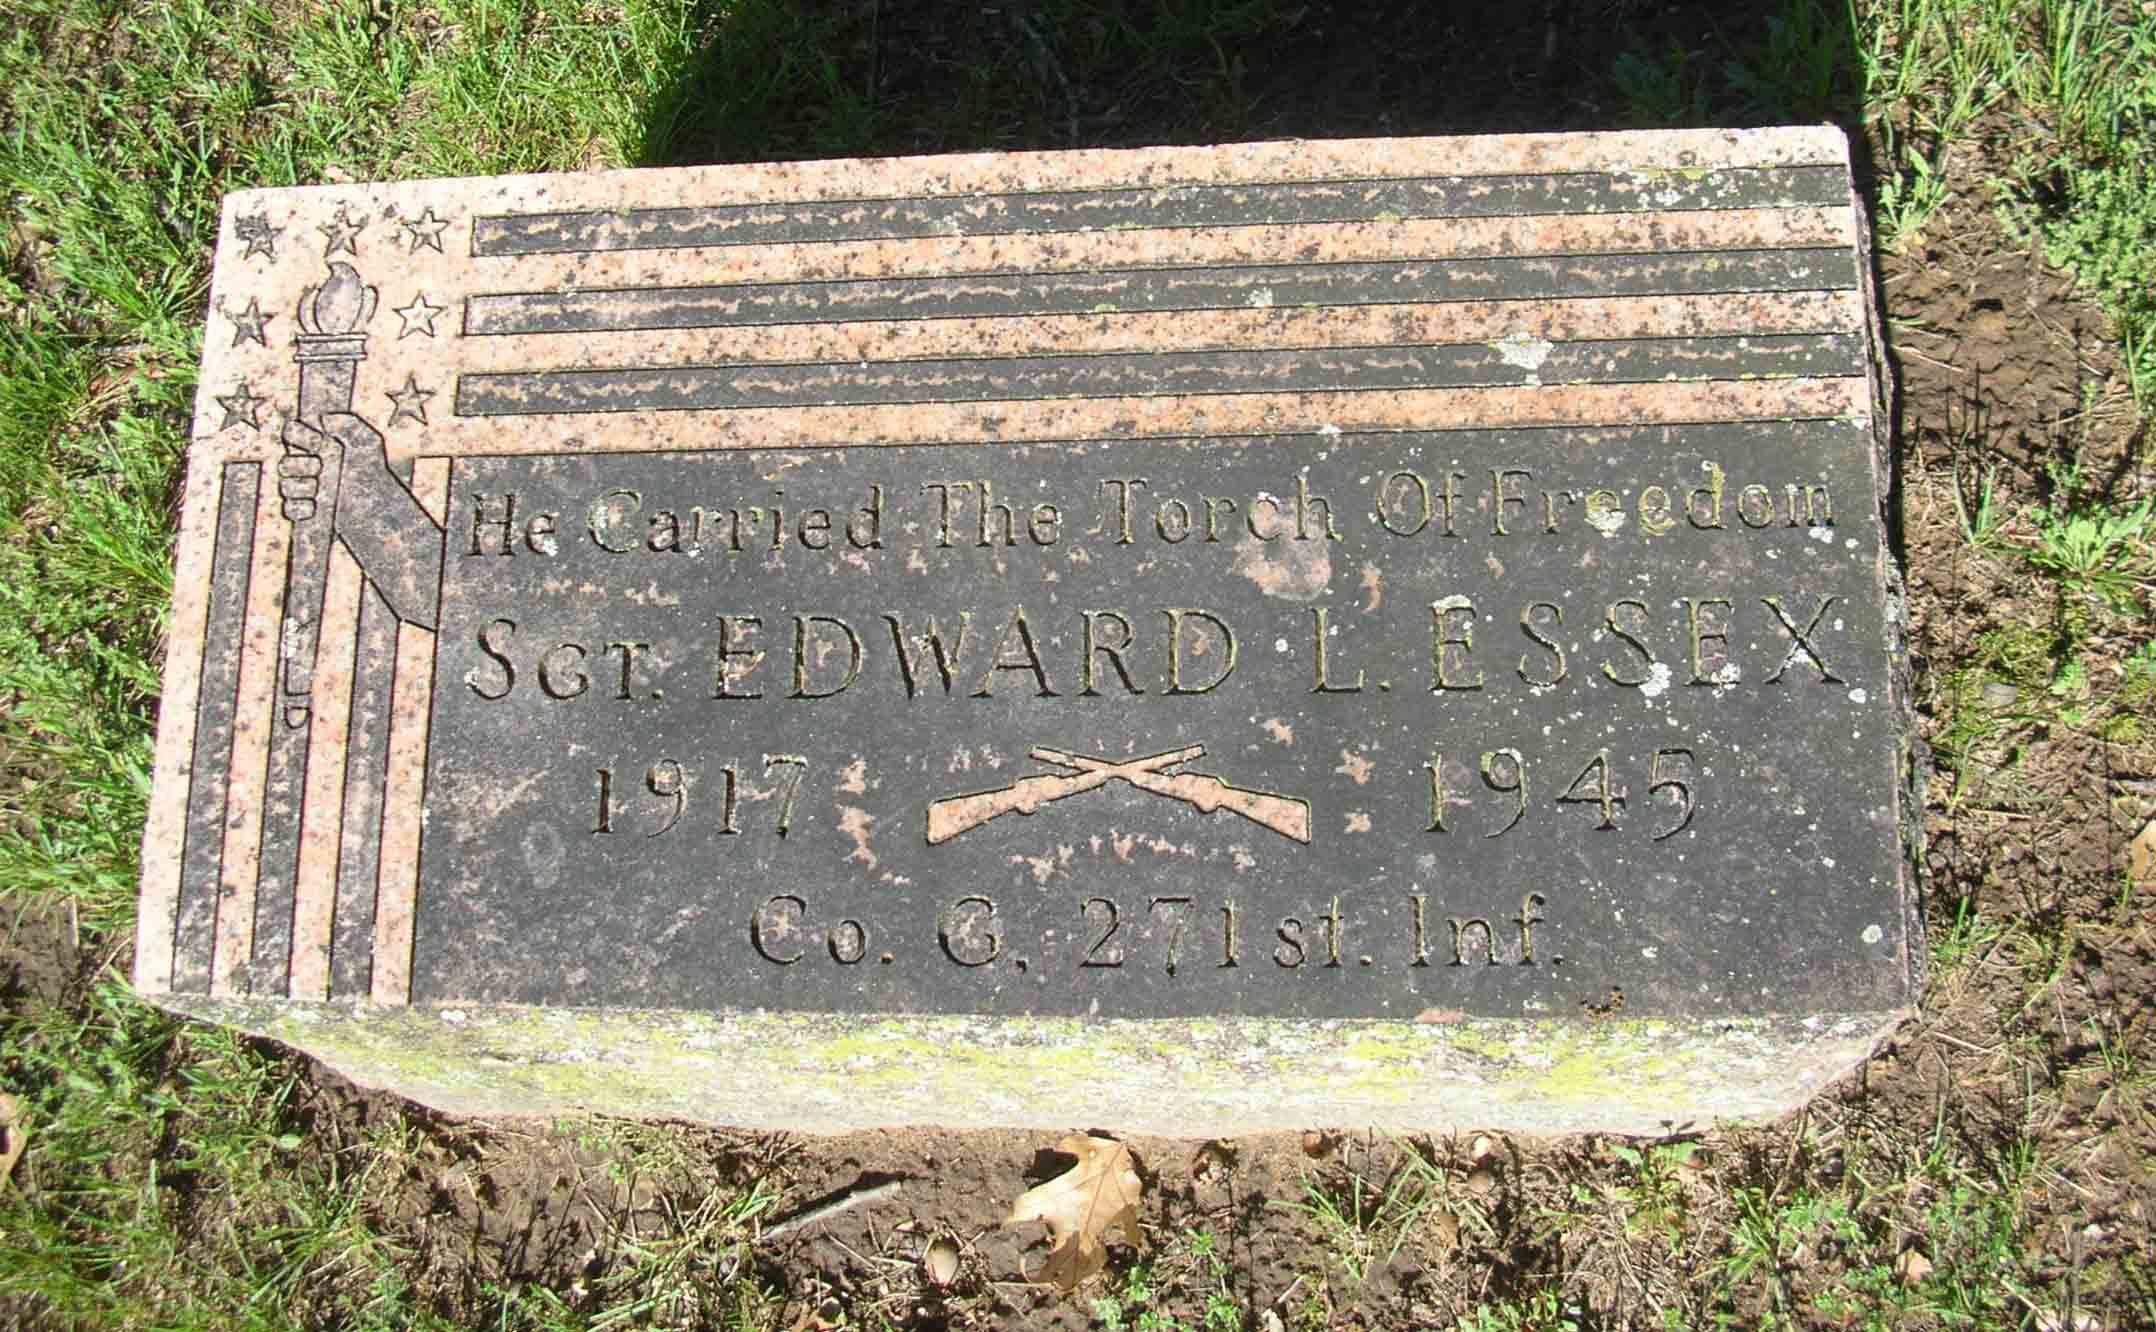 He Carried The Torch Of Freedom
SGT. EDWARD L. ESSEX
1917 1945
Co. G, 271st. Inf.